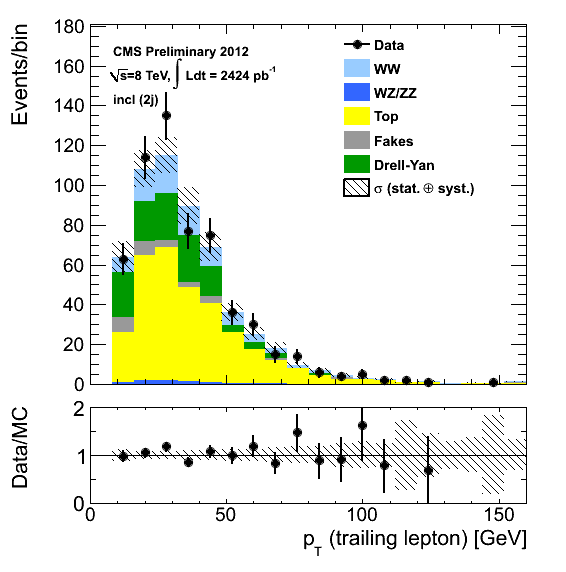 Events/bin
180
160
140
120
100
80
60
40
20
0
CMS Preliminary 2012
√s=8 TeV, ∫ Ldt = 2424 pb⁻¹
incl (2j)
Data
WW
WZ/ZZ
Top
Fakes
Drell-Yan
σ (stat. ⊕ syst.)
Data/MC
2
1
0
0 50 100 150
p_T (trailing lepton) [GeV]